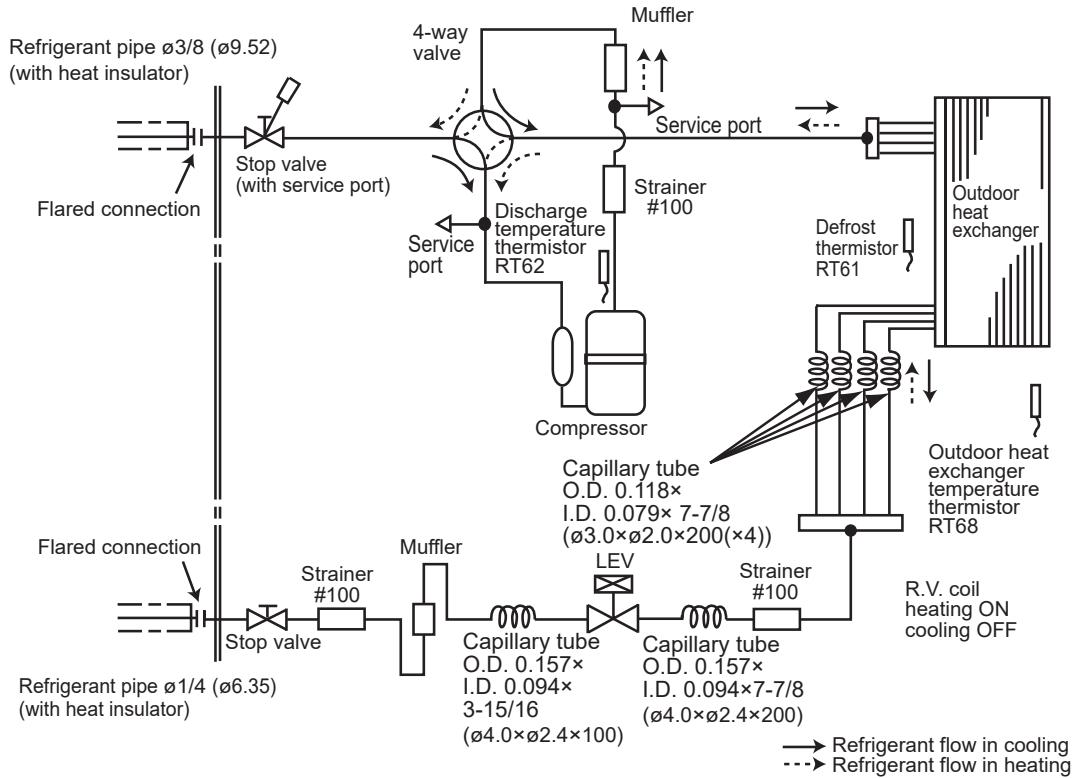 Muffler
4-way
valve
Refrigerant pipe ø3/8 (ø9.52)
(with heat insulator)
Service port
Stop valve
(with service port)
Flared connection
Strainer
#100
Outdoor
heat
exchanger
Discharge
temperature
thermistor
RT62
Service
port
Defrost
thermistor
RT61
Compressor
Outdoor heat
exchanger
temperature
thermistor
RT68
Capillary tube
O.D. 0.118×
I.D. 0.079× 7-7/8
(ø3.0×ø2.0×200(×4))
Flared connection
Muffler
LEV
Strainer
#100
Strainer
#100
R.V. coil
heating ON
cooling OFF
Stop valve
Capillary tube
O.D. 0.157×
I.D. 0.094×
3-15/16
(ø4.0×ø2.4×100)
Capillary tube
O.D. 0.157×
I.D. 0.094×7-7/8
(ø4.0×ø2.4×200)
Refrigerant pipe ø1/4 (ø6.35)
(with heat insulator)
Refrigerant flow in cooling
Refrigerant flow in heating